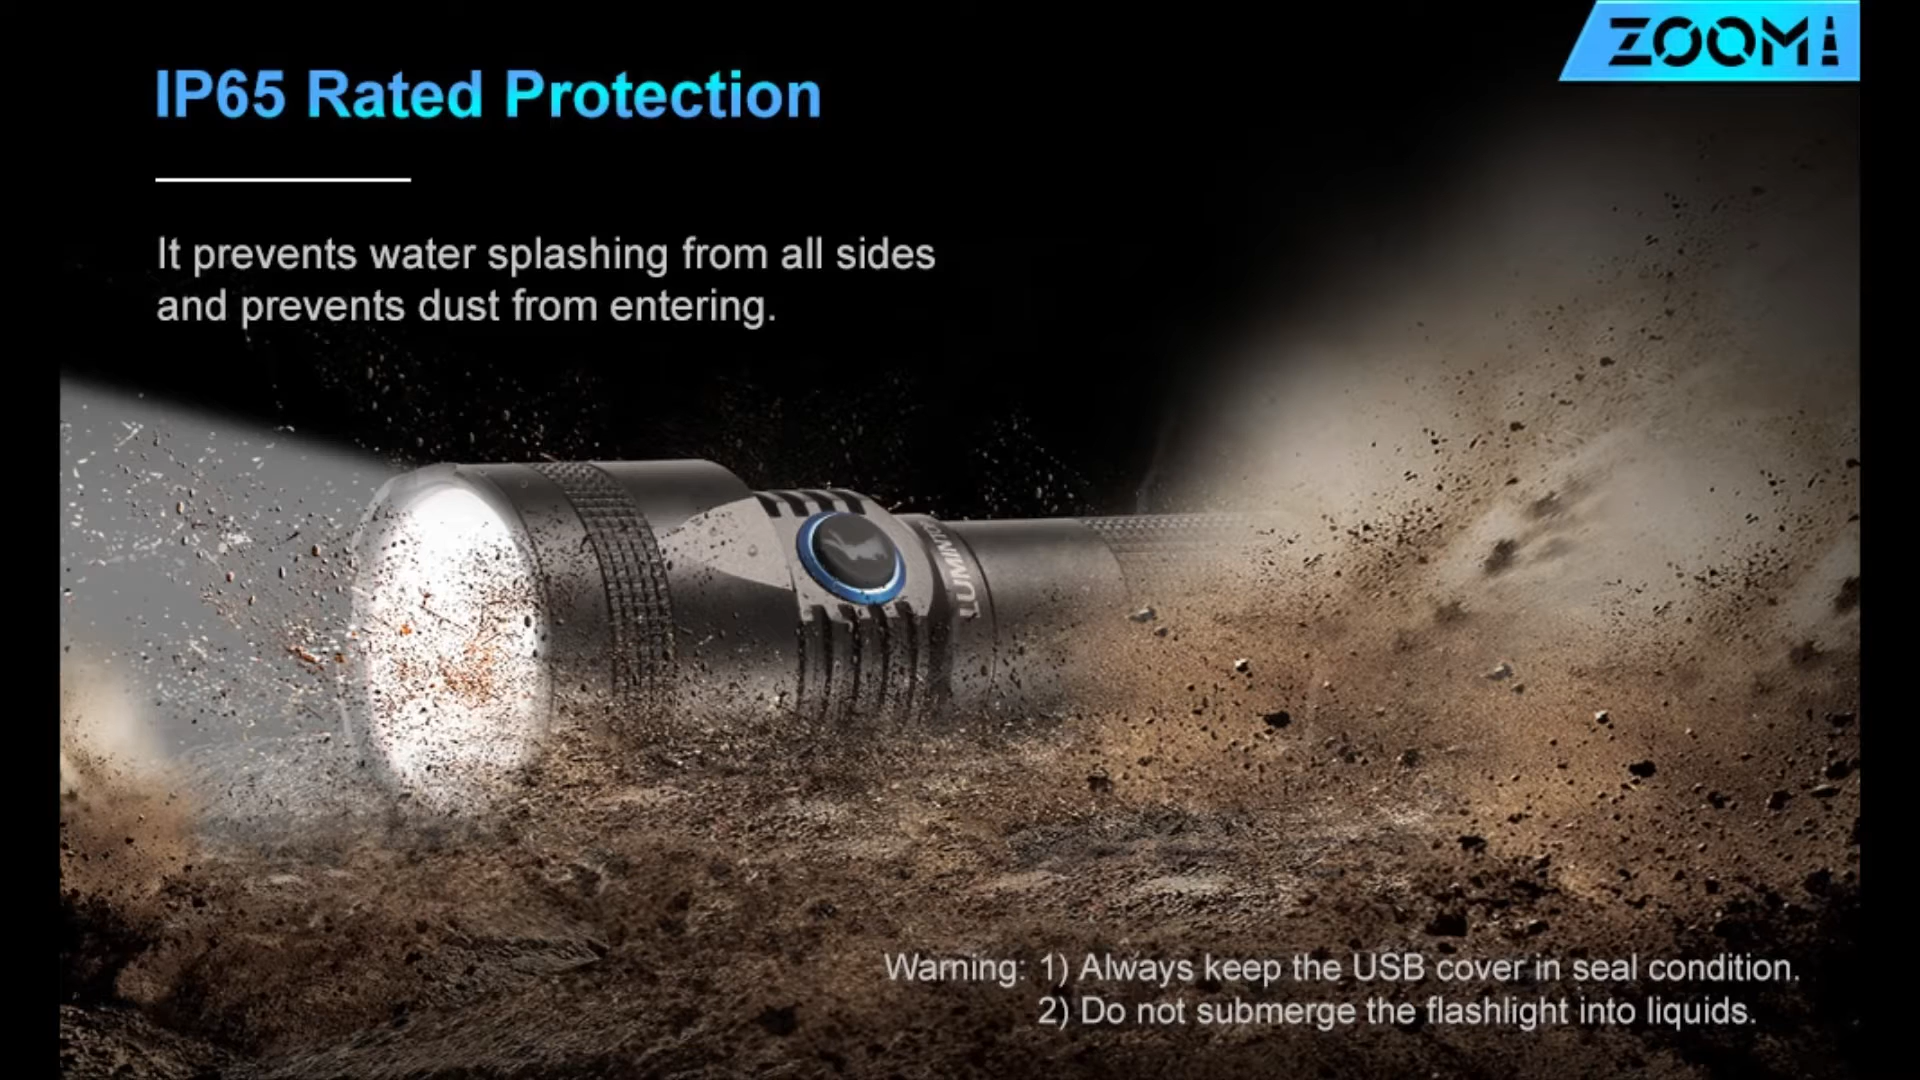 ZOOM
IP65 Rated Protection
It prevents water splashing from all sides
and prevents dust from entering.
Warning: 1) Always keep the USB cover in seal condition.
2) Do not submerge the flashlight into liquids.